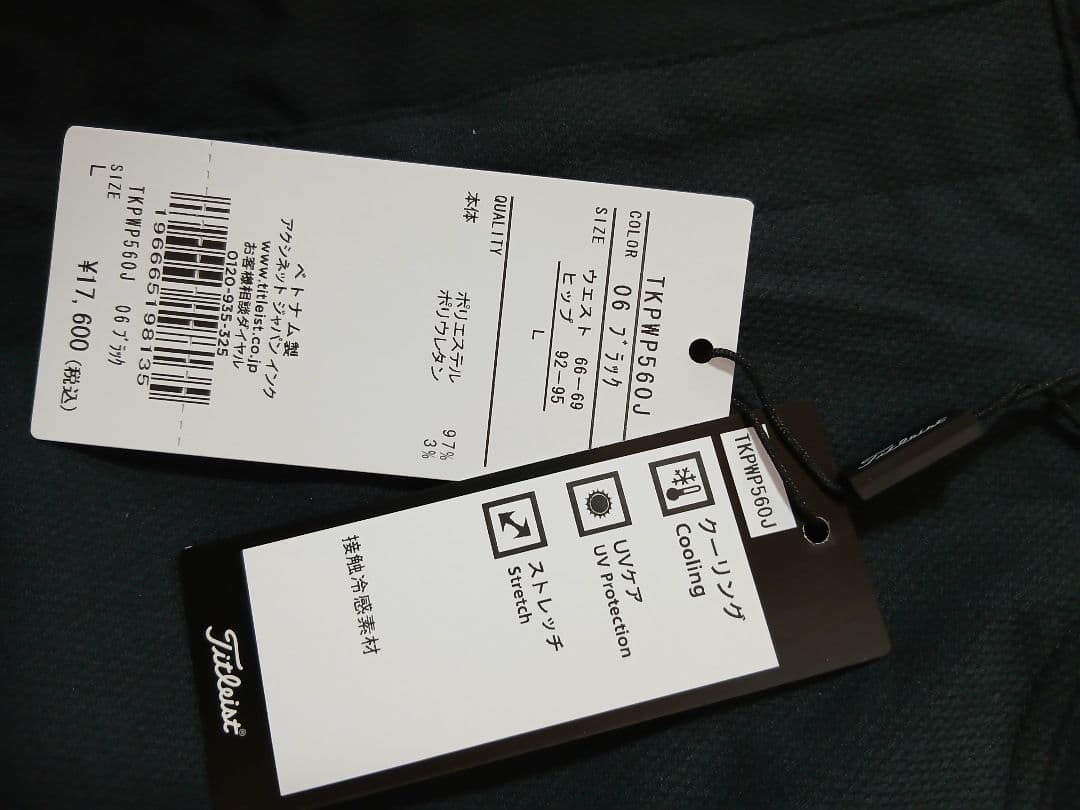 TKPWP560J
COLOR 06 ブラック
SIZE ウエスト 66-69
ヒップ 92-95
L
QUALITY
本体
ポリエステル 97%
ポリウレタン 3%
ベトナム製
アクシネット ジャパン インク
www.titleist.co.jp
お客様相談ダイヤル
0120-935-325
196665198135
TKPWP560J 06 ブラック
SIZE
L
¥17,600(税込)
TKPWP560J
クーリング
Cooling
UVケア
UV Protection
ストレッチ
Stretch
接触冷感素材
Titleist®
Titleist